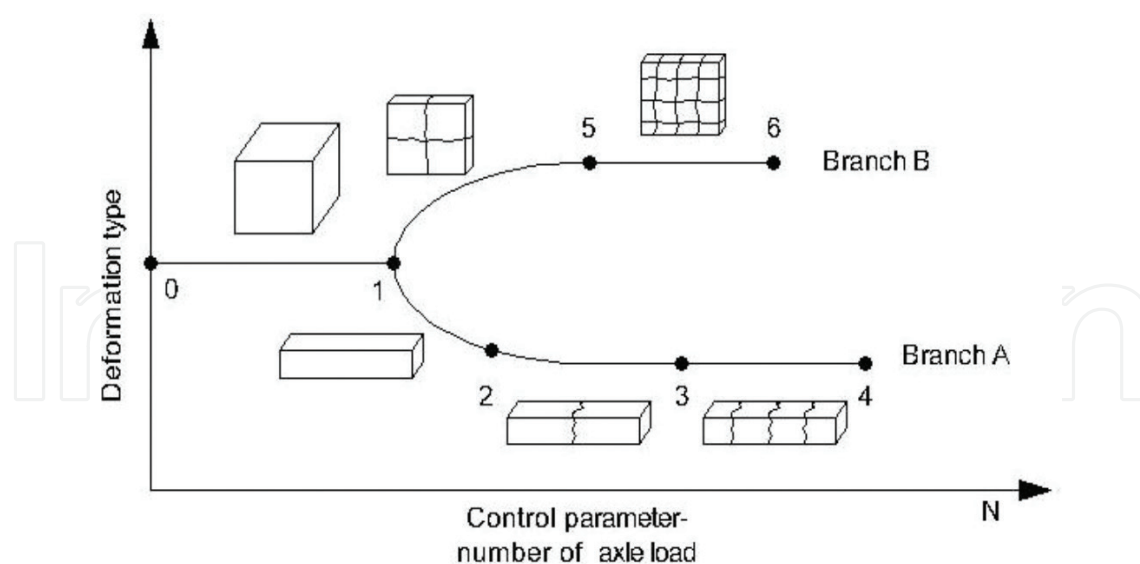 5
6
Branch B
Deformation type
0
1
Branch A
2
3
4
N
Control parameter-
number of axle load